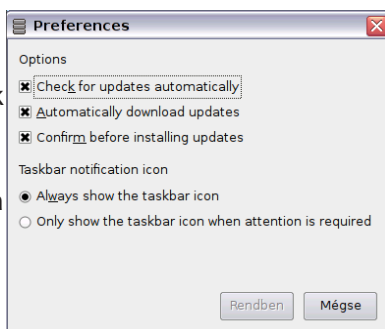 Preferences
Options
Check for updates automatically
Automatically download updates
Confirm before installing updates
Taskbar notification icon
Always show the taskbar icon
Only show the taskbar icon when attention is required
Rendben Mégse